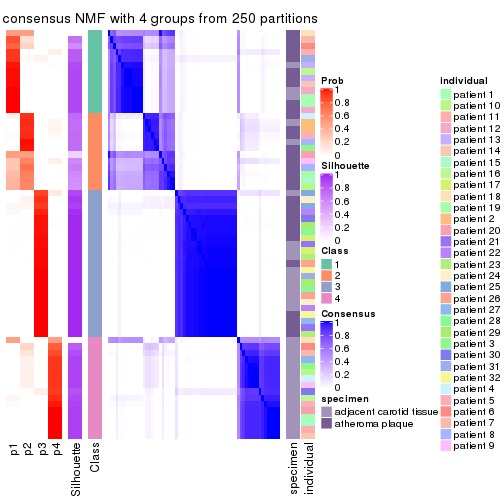 consensus NMF with 4 groups from 250 partitions
Prob
1
0.8
0.6
0.4
0.2
0
Silhouette
1
0.8
0.6
0.4
0.2
0
Class
1
2
3
4
Consensus
1
0.8
0.6
0.4
0.2
0
specimen
adjacent carotid tissue
atheroma plaque
individual
patient 1
patient 10
patient 11
patient 12
patient 13
patient 14
patient 15
patient 16
patient 17
patient 18
patient 19
patient 2
patient 20
patient 21
patient 22
patient 23
patient 24
patient 25
patient 26
patient 27
patient 28
patient 29
patient 3
patient 30
patient 31
patient 32
patient 4
patient 5
patient 6
patient 7
patient 8
patient 9
p1
p2
p3
p4
Silhouette
Class
specimen
individual